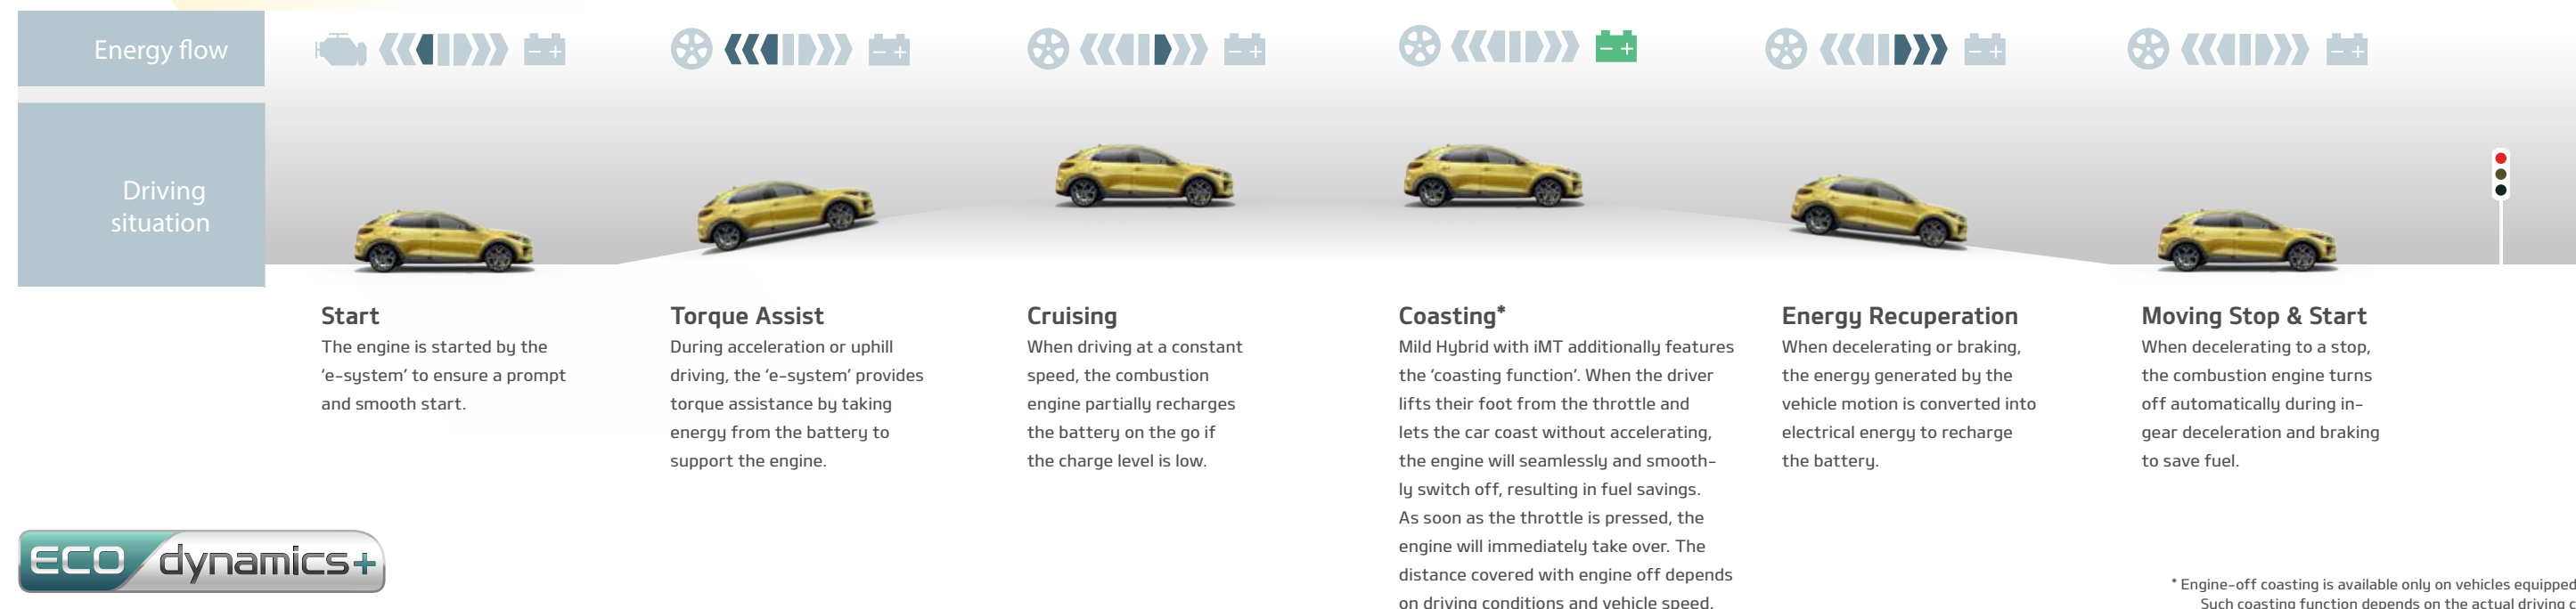 Energy flow
Driving
situation
Start
The engine is started by the
‘e-system’ to ensure a prompt
and smooth start.
Torque Assist
During acceleration or uphill
driving, the ‘e-system’ provides
torque assistance by taking
energy from the battery to
support the engine.
Cruising
When driving at a constant
speed, the combustion
engine partially recharges
the battery on the go if
the charge level is low.
Coasting*
Mild Hybrid with iMT additionally features
the ‘coasting function’. When the driver
lifts their foot from the throttle and
lets the car coast without accelerating,
the engine will seamlessly and smooth-
ly switch off, resulting in fuel savings.
As soon as the throttle is pressed, the
engine will immediately take over. The
distance covered with engine off depends
on driving conditions and vehicle speed.
Energy Recuperation
When decelerating or braking,
the energy generated by the
vehicle motion is converted into
electrical energy to recharge
the battery.
Moving Stop & Start
When decelerating to a stop,
the combustion engine turns
off automatically during in-
gear deceleration and braking
to save fuel.
ECO dynamics+
* Engine-off coasting is available only on vehicles equipped
Such coasting function depends on the actual driving